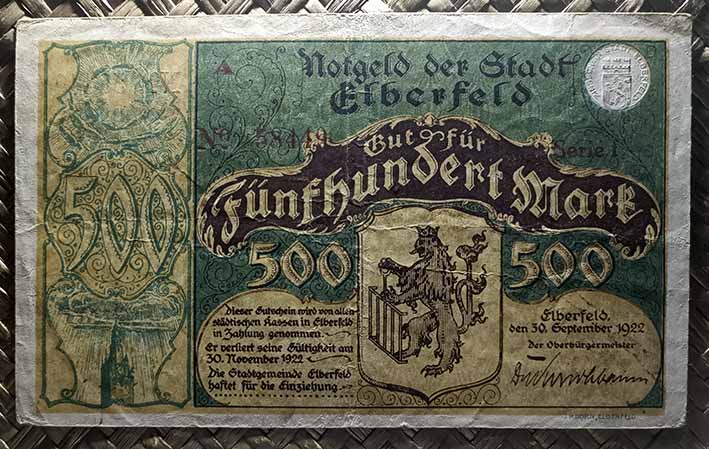 Notgeld der Stadt
Elberfeld
A
No 58449
Serie I
Gut für
Fünfhundert Mark
500
500
500
Dieser Gutschein wird von allen
städtischen Kassen in Elberfeld
in Zahlung genommen.
Er verliert seine Gültigkeit am
30. November 1922
Die Stadtgemeinde Elberfeld
haftet für die Einziehung
Elberfeld,
den 30. September 1922
Der Oberbürgermeister
ELBERFELD